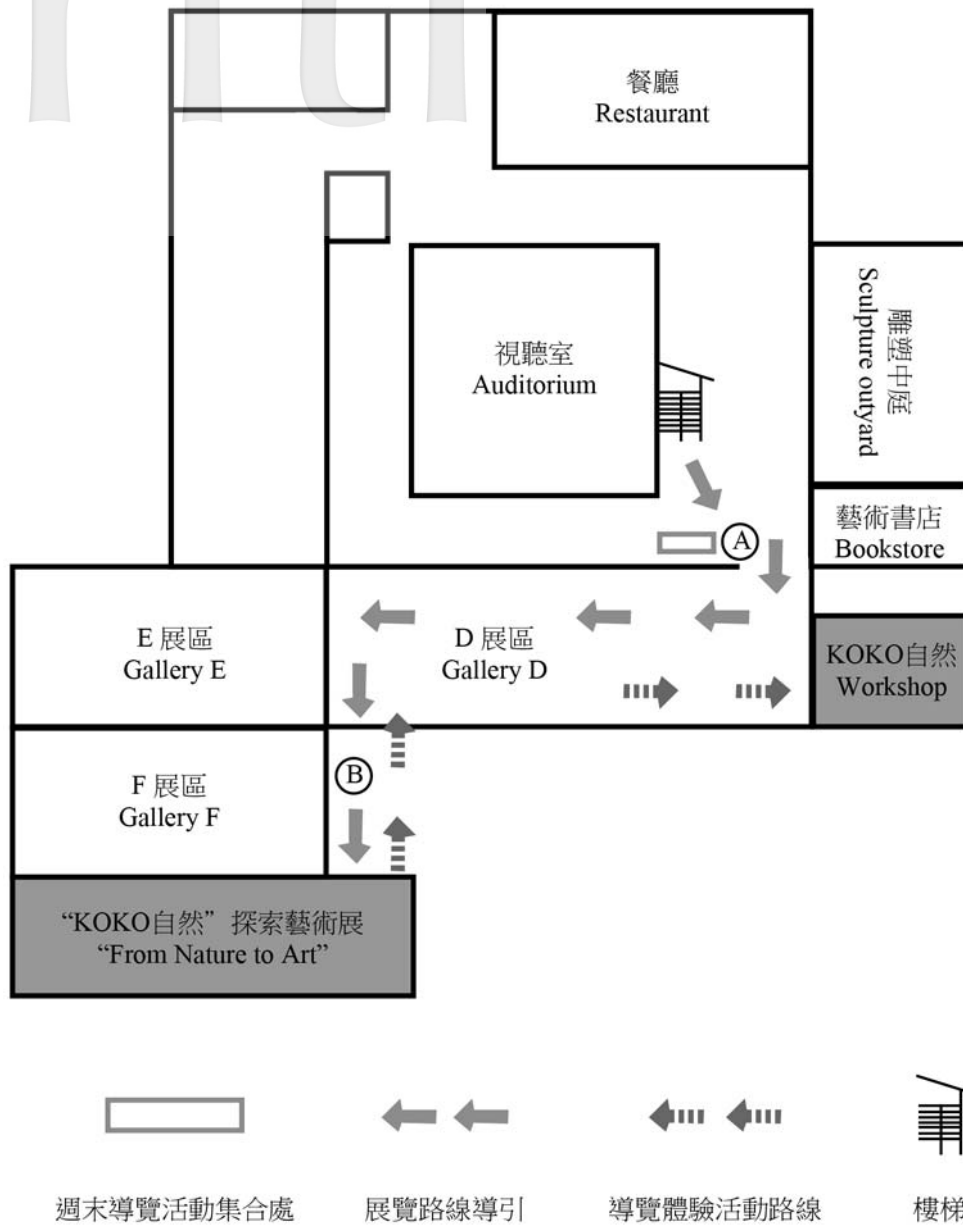 餐廳
Restaurant
視聽室
Auditorium
雕塑中庭
Sculpture outyard
藝術書店
Bookstore
A
E 展區
Gallery E
D 展區
Gallery D
KOKO自然
Workshop
F 展區
Gallery F
B
“KOKO自然”探索藝術展
“From Nature to Art”
週末導覽活動集合處
展覽路線導引
導覽體驗活動路線
樓梯